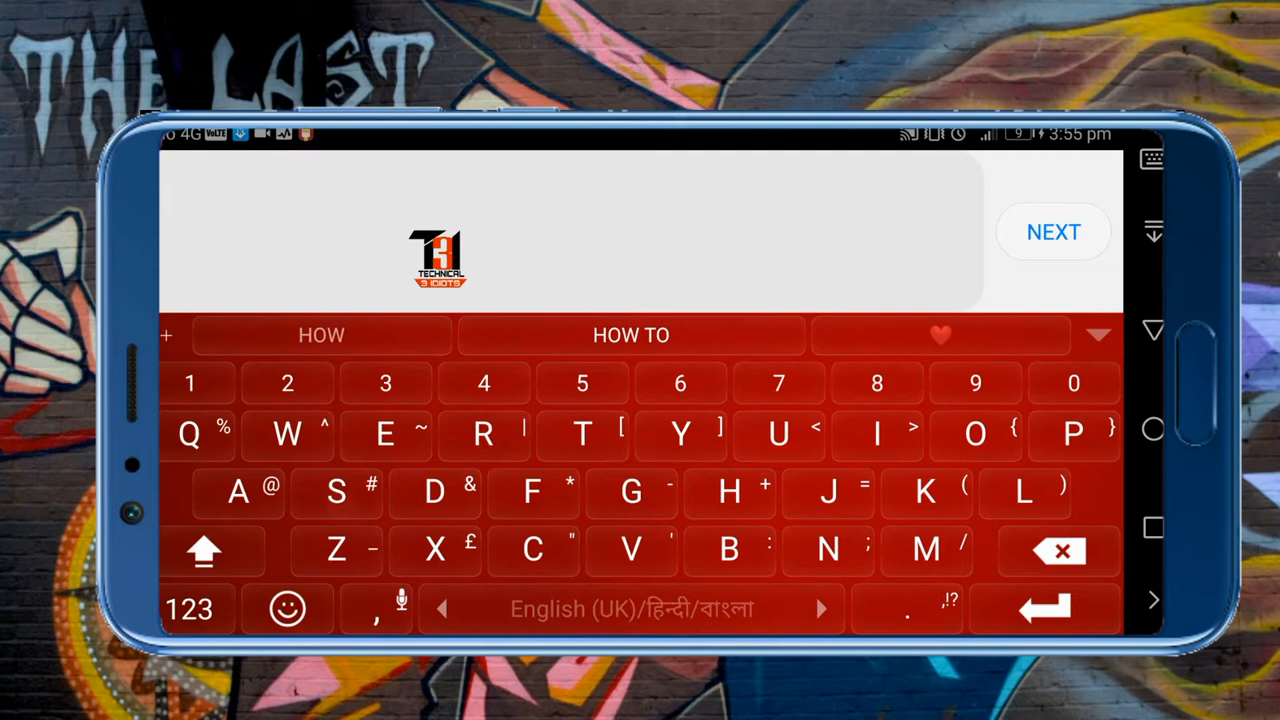 THE LAST
4G VoLTE 9 3:55 pm
TECHNICAL
3 IDIOTS
NEXT
+ HOW HOW TO ❤
1 2 3 4 5 6 7 8 9 0
Q % W ^ E ~ R | T [ Y ] U < I > O { P }
A @ S # D & F * G - H + J = K ( L )
Z _ X £ C " V ' B : N ; M /
123 , English (UK)/हिन्दी/বাংলা . ,!?